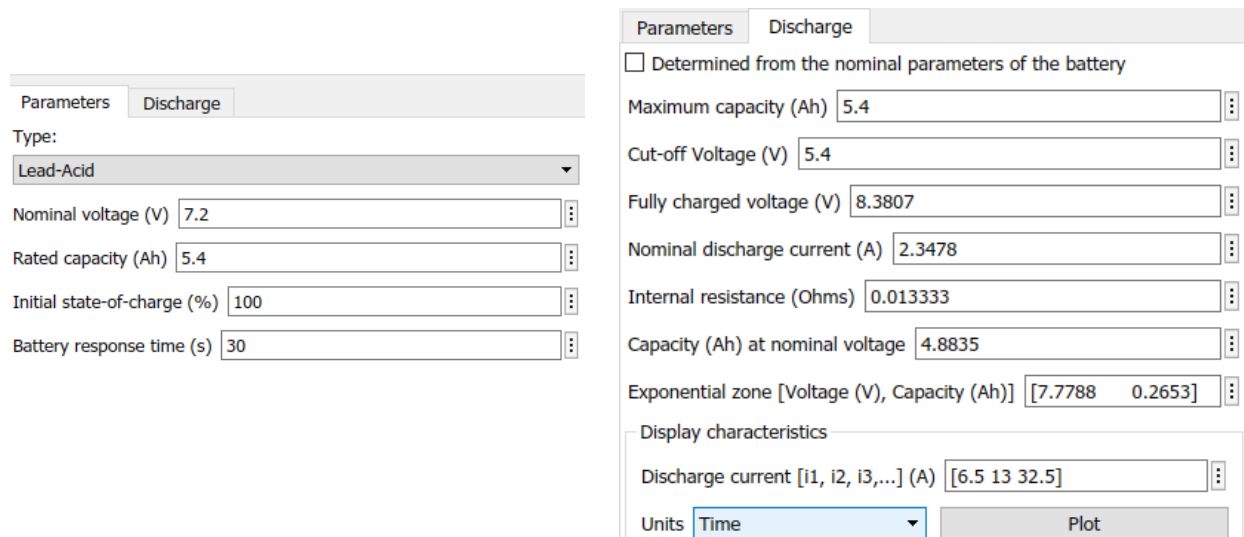 Parameters Discharge
Type:
Lead-Acid
Nominal voltage (V) 7.2
Rated capacity (Ah) 5.4
Initial state-of-charge (%) 100
Battery response time (s) 30
Parameters Discharge
Determined from the nominal parameters of the battery
Maximum capacity (Ah) 5.4
Cut-off Voltage (V) 5.4
Fully charged voltage (V) 8.3807
Nominal discharge current (A) 2.3478
Internal resistance (Ohms) 0.013333
Capacity (Ah) at nominal voltage 4.8835
Exponential zone [Voltage (V), Capacity (Ah)] [7.7788 0.2653]
Display characteristics
Discharge current [i1, i2, i3,...] (A) [6.5 13 32.5]
Units Time Plot